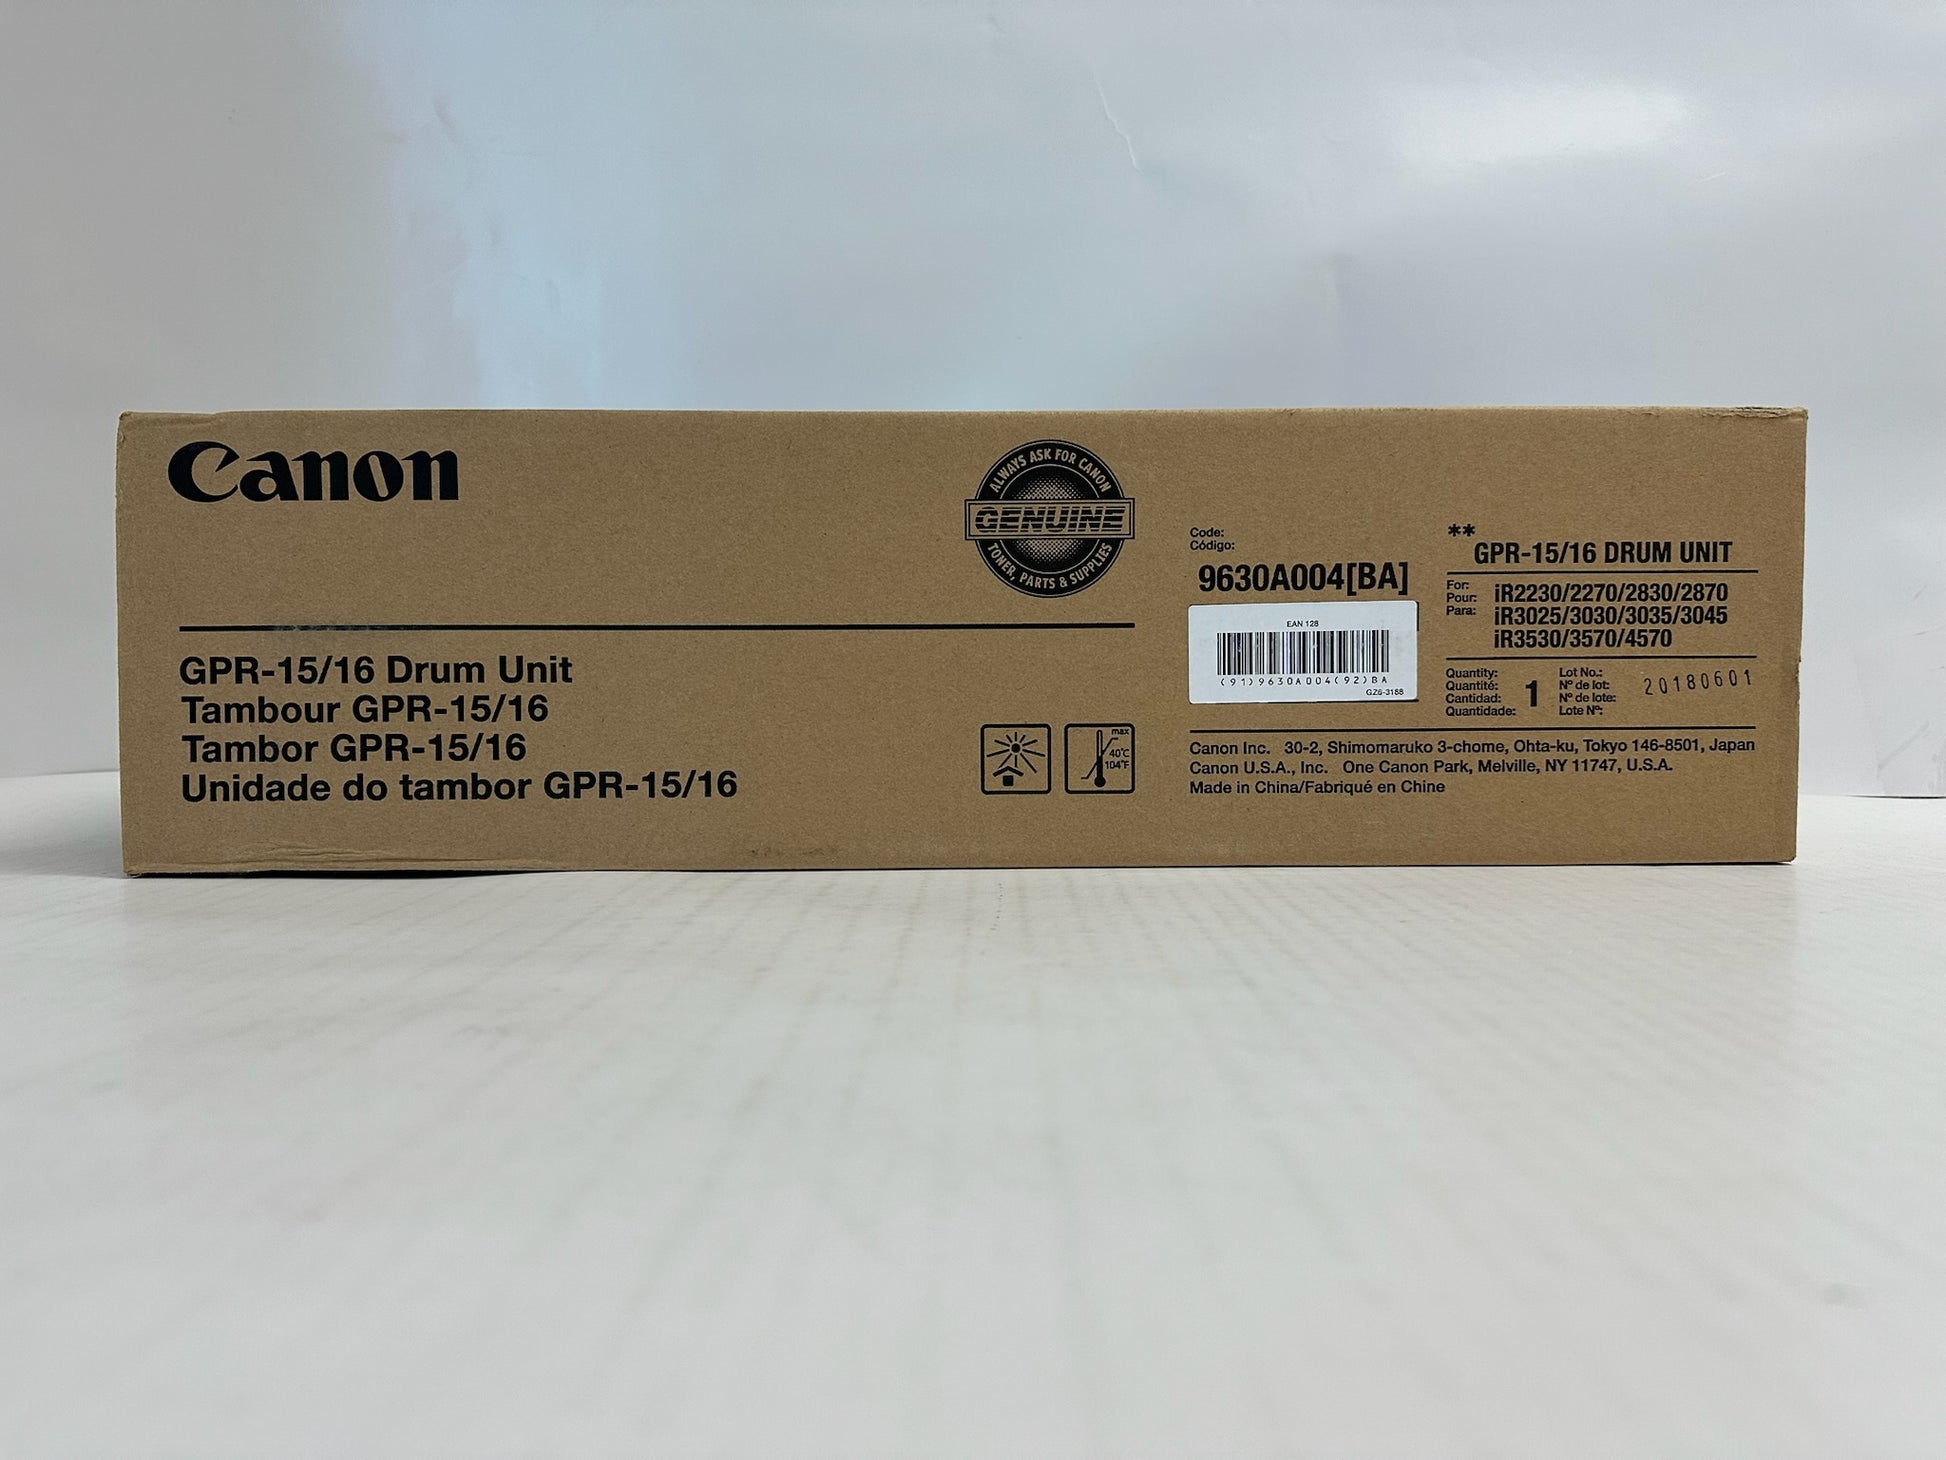 Canon
GPR-15/16 Drum Unit
Tambour GPR-15/16
Tambor GPR-15/16
Unidade do tambor GPR-15/16
ALWAYS ASK FOR CANON
GENUINE
TONER, PARTS & SUPPLIES
max
40℃
104℉
Code:
Código:
9630A004[BA]
EAN 128
(91)9630A004(92)BA
GZ6-3188
**
GPR-15/16 DRUM UNIT
For:
Pour:
Para:
iR2230/2270/2830/2870
iR3025/3030/3035/3045
iR3530/3570/4570
Quantity:
Quantité:
Cantidad:
Quantidade:
1
Lot No.:
Nº de lot:
Nº de lote:
Lote Nº:
20180601
Canon Inc. 30-2, Shimomaruko 3-chome, Ohta-ku, Tokyo 146-8501, Japan
Canon U.S.A., Inc. One Canon Park, Melville, NY 11747, U.S.A.
Made in China/Fabriqué en Chine